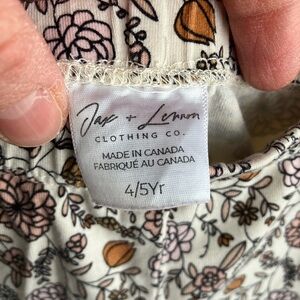 Jax + Lennon
CLOTHING CO.
MADE IN CANADA
FABRIQUÉ AU CANADA
4/5Yr